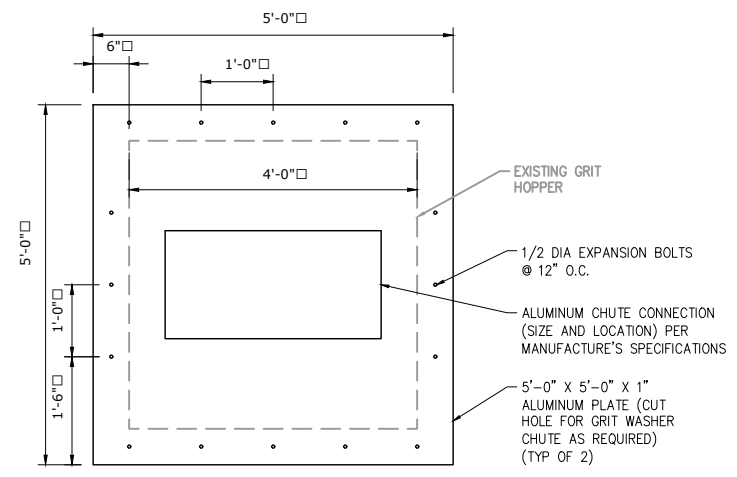 5'-0"□
6"□
1'-0"□
4'-0"□
5'-0"□
1'-0"□
1'-6"□
EXISTING GRIT
HOPPER
1/2 DIA EXPANSION BOLTS
@ 12" O.C.
ALUMINUM CHUTE CONNECTION
(SIZE AND LOCATION) PER
MANUFACTURE'S SPECIFICATIONS
5'-0" X 5'-0" X 1"
ALUMINUM PLATE (CUT
HOLE FOR GRIT WASHER
CHUTE AS REQUIRED)
(TYP OF 2)